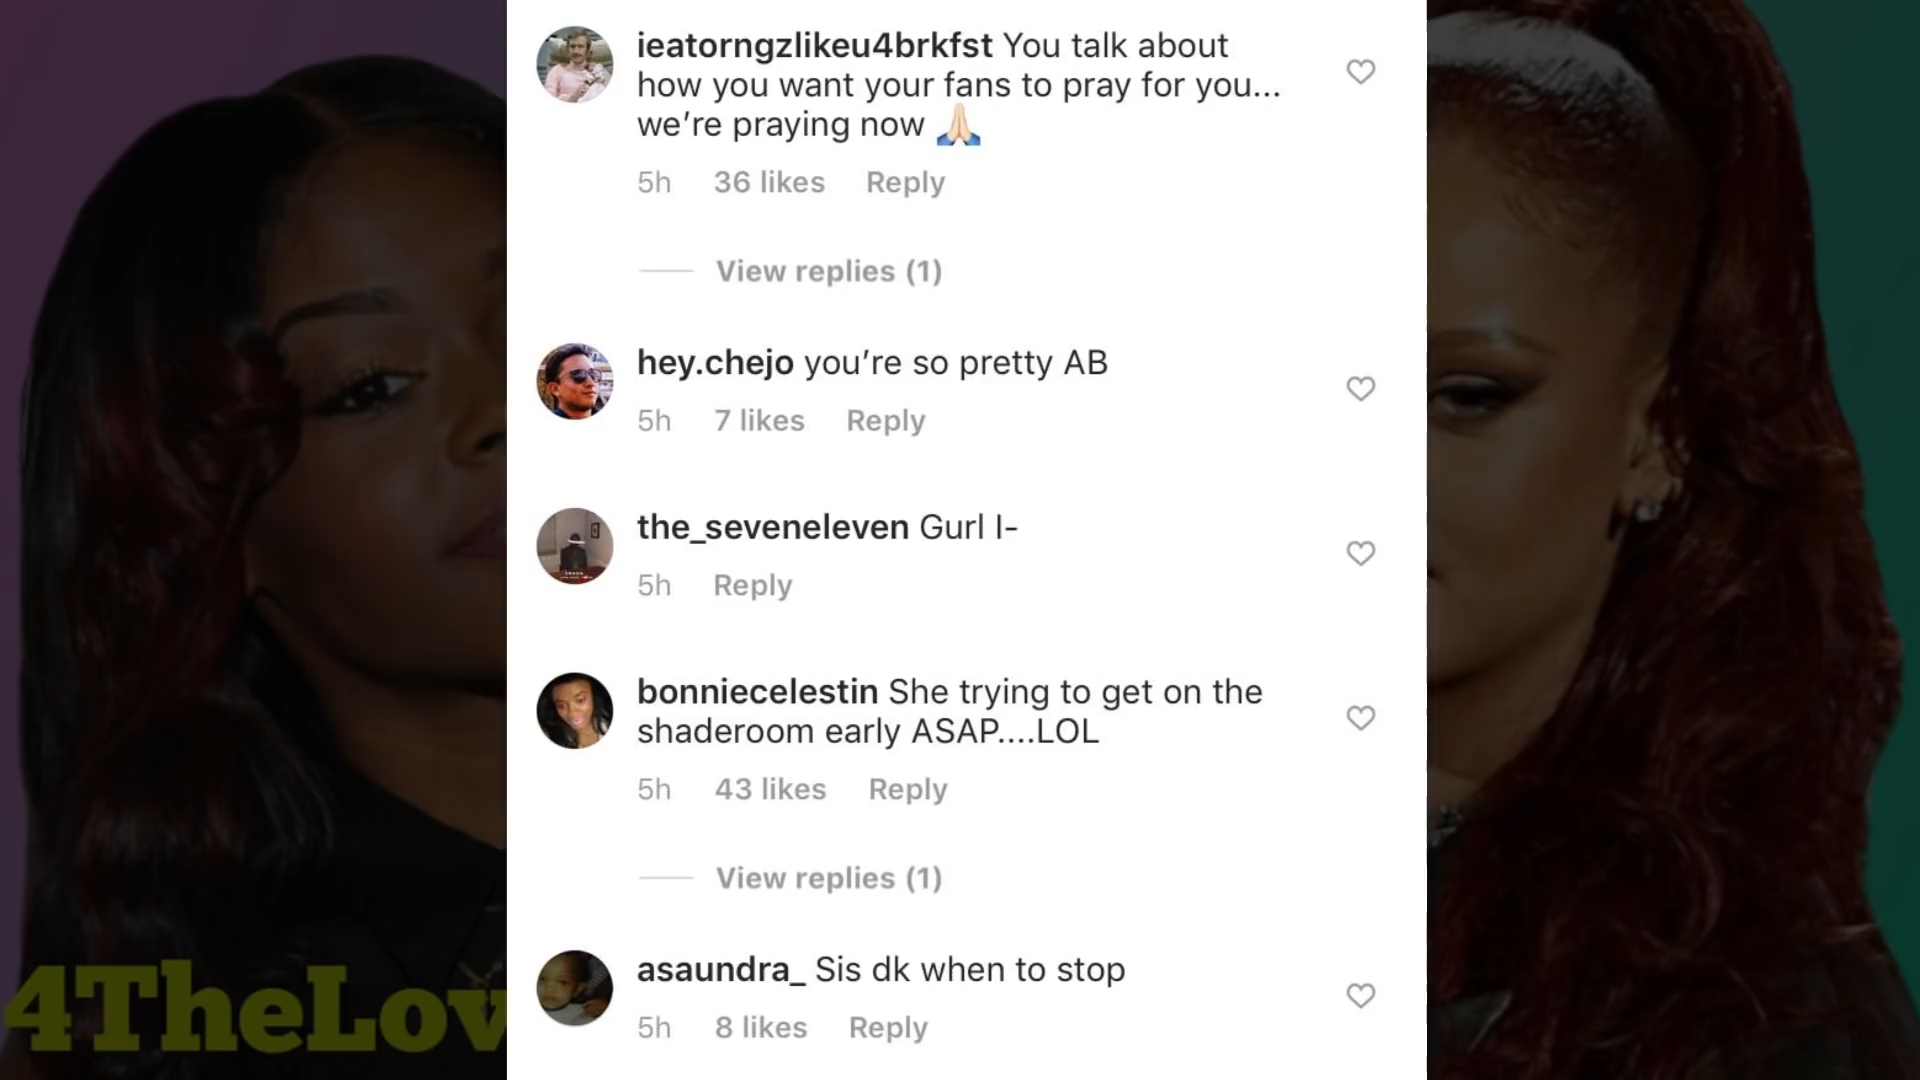 ieatorngzlikeu4brkfst You talk about
how you want your fans to pray for you...
we're praying now 🙏🏻
5h 36 likes Reply
View replies (1)
hey.chejo you're so pretty AB
5h 7 likes Reply
the_seveneleven Gurl I-
5h Reply
bonniecelestin She trying to get on the
shaderoom early ASAP....LOL
5h 43 likes Reply
View replies (1)
asaundra_ Sis dk when to stop
5h 8 likes Reply
4TheLov